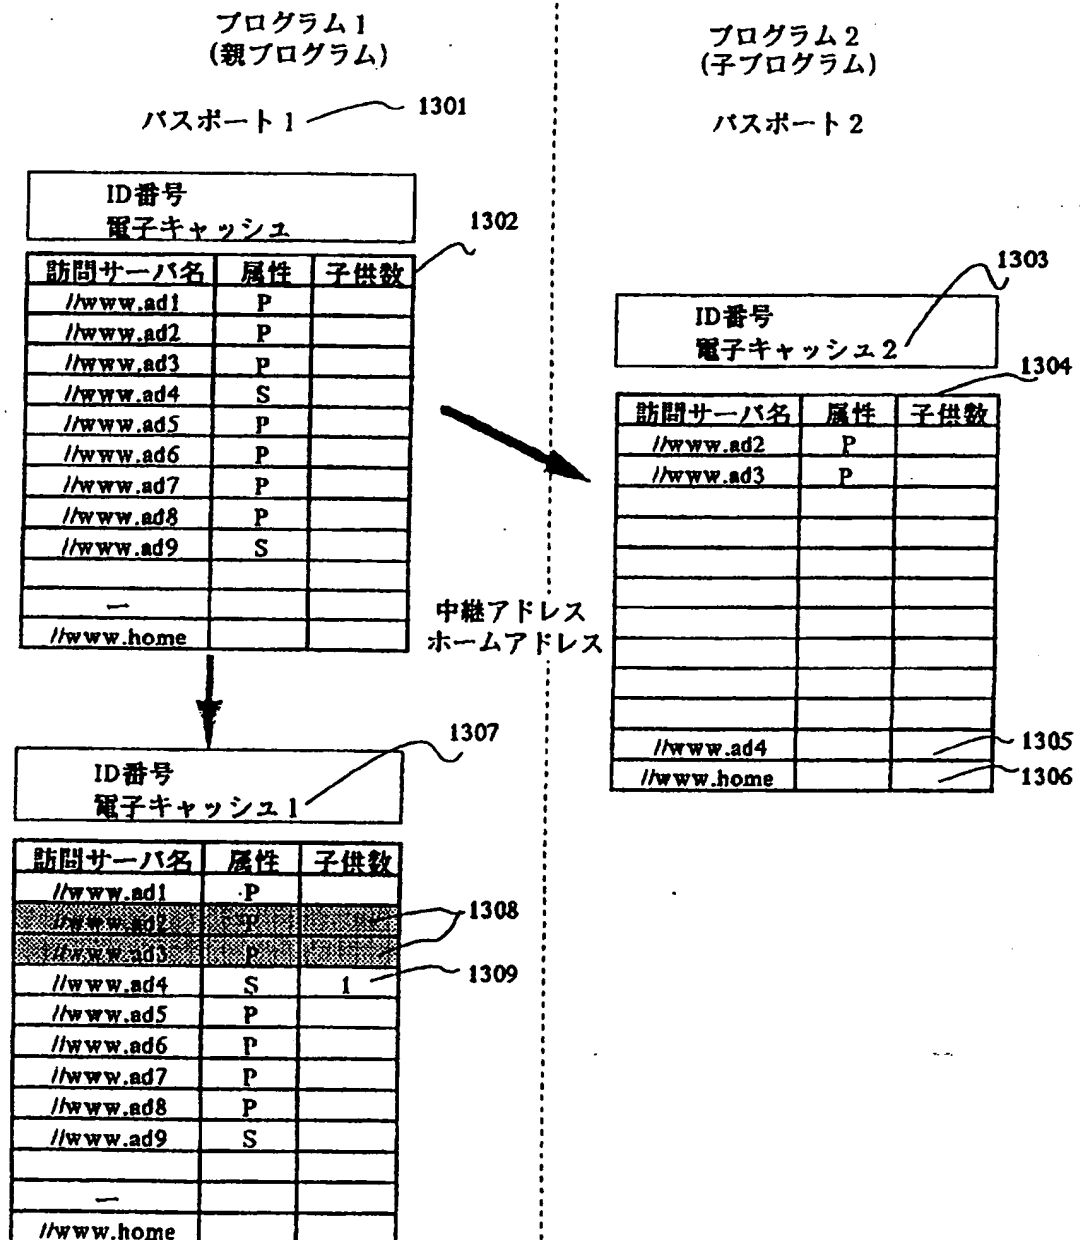 プログラム1
(親プログラム)
パスポート1
1301
ID番号
電子キャッシュ
1302
訪問サーバ名 属性 子供数
//www.ad1 P
//www.ad2 P
//www.ad3 P
//www.ad4 S
//www.ad5 P
//www.ad6 P
//www.ad7 P
//www.ad8 P
//www.ad9 S
ー
//www.home
中継アドレス
ホームアドレス
1307
ID番号
電子キャッシュ1
訪問サーバ名 属性 子供数
//www.ad1 P
//www.ad2 P
//www.ad3 P
1308
//www.ad4 S 1
1309
//www.ad5 P
//www.ad6 P
//www.ad7 P
//www.ad8 P
//www.ad9 S
ー
//www.home
プログラム2
(子プログラム)
パスポート2
1303
ID番号
電子キャッシュ2
1304
訪問サーバ名 属性 子供数
//www.ad2 P
//www.ad3 P
//www.ad4
1305
//www.home
1306